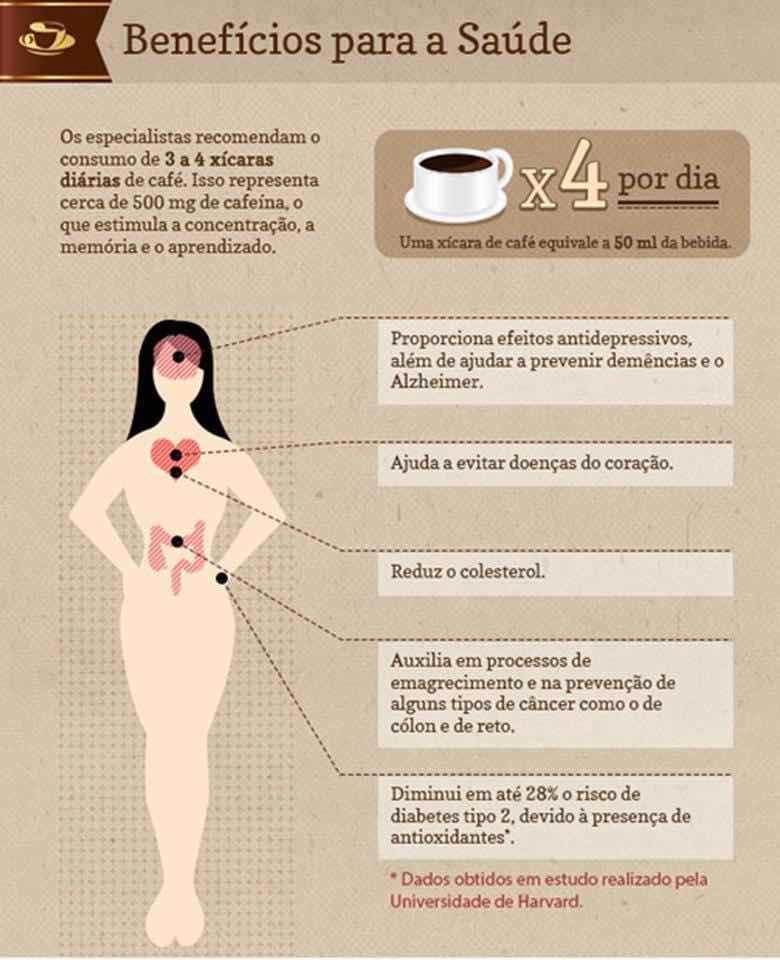 Benefícios para a Saúde
Os especialistas recomendam o
consumo de 3 a 4 xícaras
diárias de café. Isso representa
cerca de 500 mg de cafeína, o
que estimula a concentração, a
memória e o aprendizado.
x4 por dia
Uma xícara de café equivale a 50 ml da bebida.
Proporciona efeitos antidepressivos,
além de ajudar a prevenir demências e o
Alzheimer.
Ajuda a evitar doenças do coração.
Reduz o colesterol.
Auxilia em processos de
emagrecimento e na prevenção de
alguns tipos de câncer como o de
cólon e de reto.
Diminui em até 28% o risco de
diabetes tipo 2, devido à presença de
antioxidantes*.
* Dados obtidos em estudo realizado pela
Universidade de Harvard.